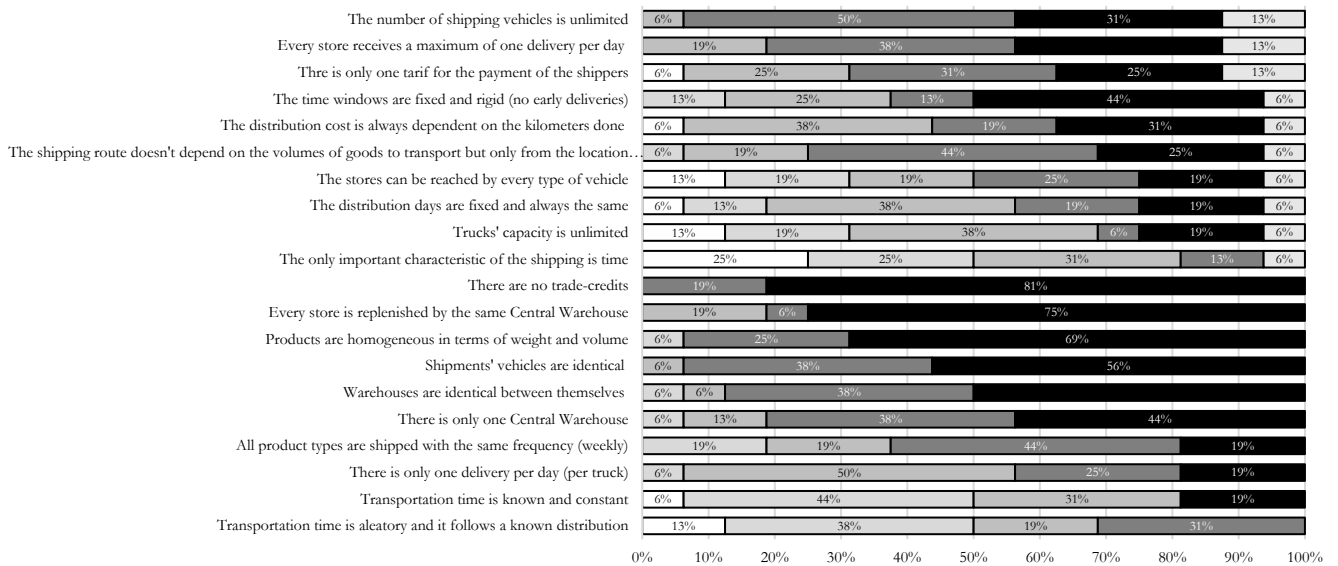 The number of shipping vehicles is unlimited 6% 50% 31% 13%
Every store receives a maximum of one delivery per day 19% 38% 13%
Thre is only one tarif for the payment of the shippers 6% 25% 31% 25% 13%
The time windows are fixed and rigid (no early deliveries) 13% 25% 13% 44% 6%
The distribution cost is always dependent on the kilometers done 6% 38% 19% 31% 6%
The shipping route doesn't depend on the volumes of goods to transport but only from the location… 6% 19% 44% 25% 6%
The stores can be reached by every type of vehicle 13% 19% 19% 25% 19% 6%
The distribution days are fixed and always the same 6% 13% 38% 19% 19% 6%
Trucks' capacity is unlimited 13% 19% 38% 6% 19% 6%
The only important characteristic of the shipping is time 25% 25% 31% 13% 6%
There are no trade-credits 19% 81%
Every store is replenished by the same Central Warehouse 19% 6% 75%
Products are homogeneous in terms of weight and volume 6% 25% 69%
Shipments' vehicles are identical 6% 38% 56%
Warehouses are identical between themselves 6% 6% 38%
There is only one Central Warehouse 6% 13% 38% 44%
All product types are shipped with the same frequency (weekly) 19% 19% 44% 19%
There is only one delivery per day (per truck) 6% 50% 25% 19%
Transportation time is known and constant 6% 44% 31% 19%
Transportation time is aleatory and it follows a known distribution 13% 38% 19% 31%
0% 10% 20% 30% 40% 50% 60% 70% 80% 90% 100%